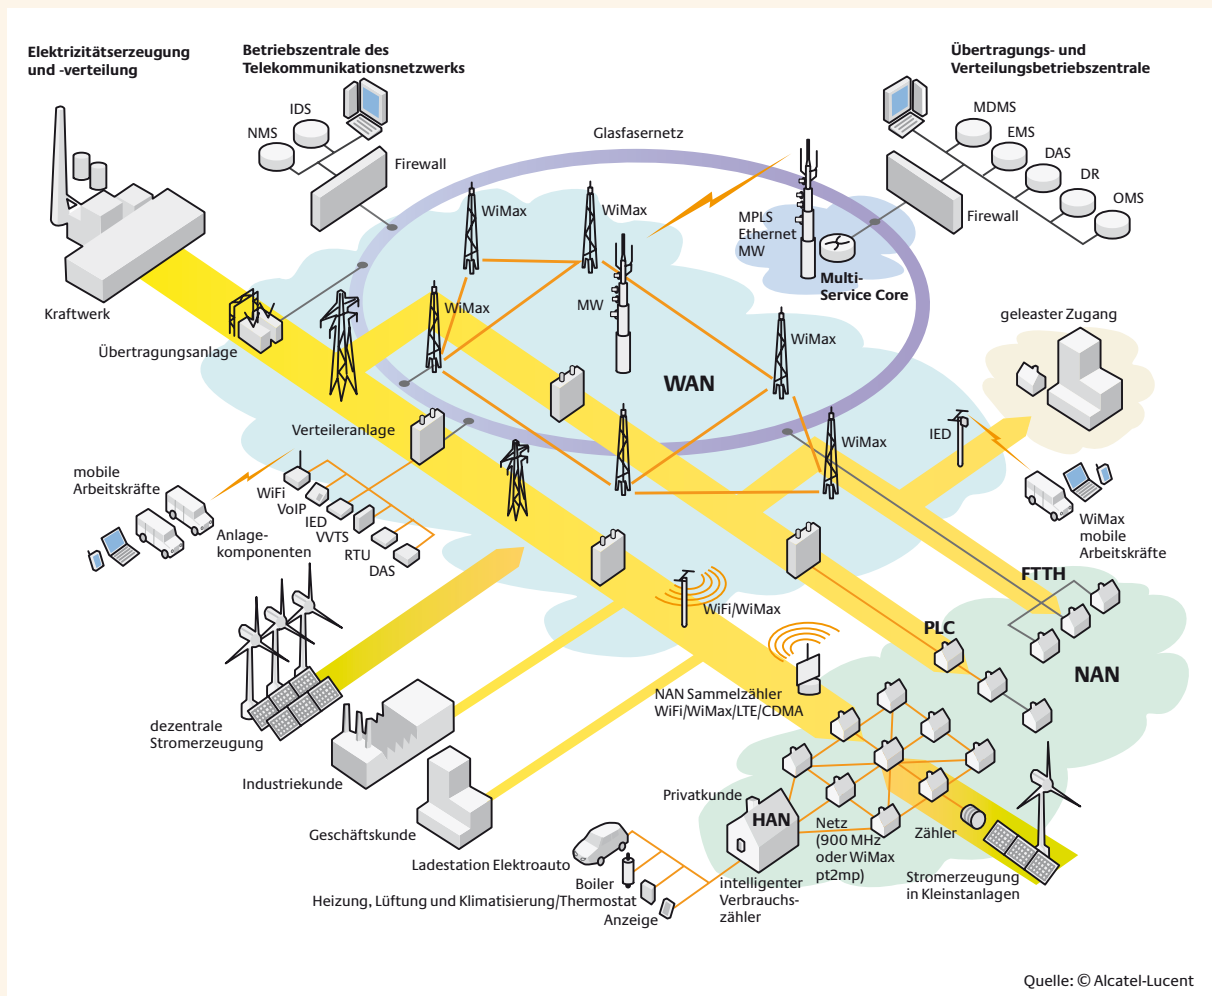 Elektrizitätserzeugung
und -verteilung
Betriebszentrale des
Telekommunikationsnetzwerks
Übertragungs- und
Verteilungsbetriebszentrale
IDS
NMS
Firewall
Glasfasernetz
MDMS
EMS
DAS
DR
OMS
Firewall
WiMax
WiMax
MPLS
Ethernet
MW
Multi-
Service Core
Kraftwerk
WiMax
MW
geleaster Zugang
Übertragungsanlage
WiMax
WAN
Verteileranlage
WiMax
IED
mobile
Arbeitskräfte
WiFi
VoIP
IED
VVTS
RTU
DAS
Anlage-
komponenten
WiMax
mobile
Arbeitskräfte
FTTH
WiFi/WiMax
PLC
NAN
NAN Sammelzähler
WiFi/WiMax/LTE/CDMA
dezentrale
Stromerzeugung
Industriekunde
Privatkunde
HAN
Netz
(900 MHz
oder WiMax
pt2mp)
Zähler
Geschäftskunde
Ladestation Elektroauto
Boiler
Heizung, Lüftung und Klimatisierung/Thermostat
Anzeige
intelligenter
Verbrauchs-
zähler
Stromerzeugung
in Kleinstanlagen
Quelle: © Alcatel-Lucent